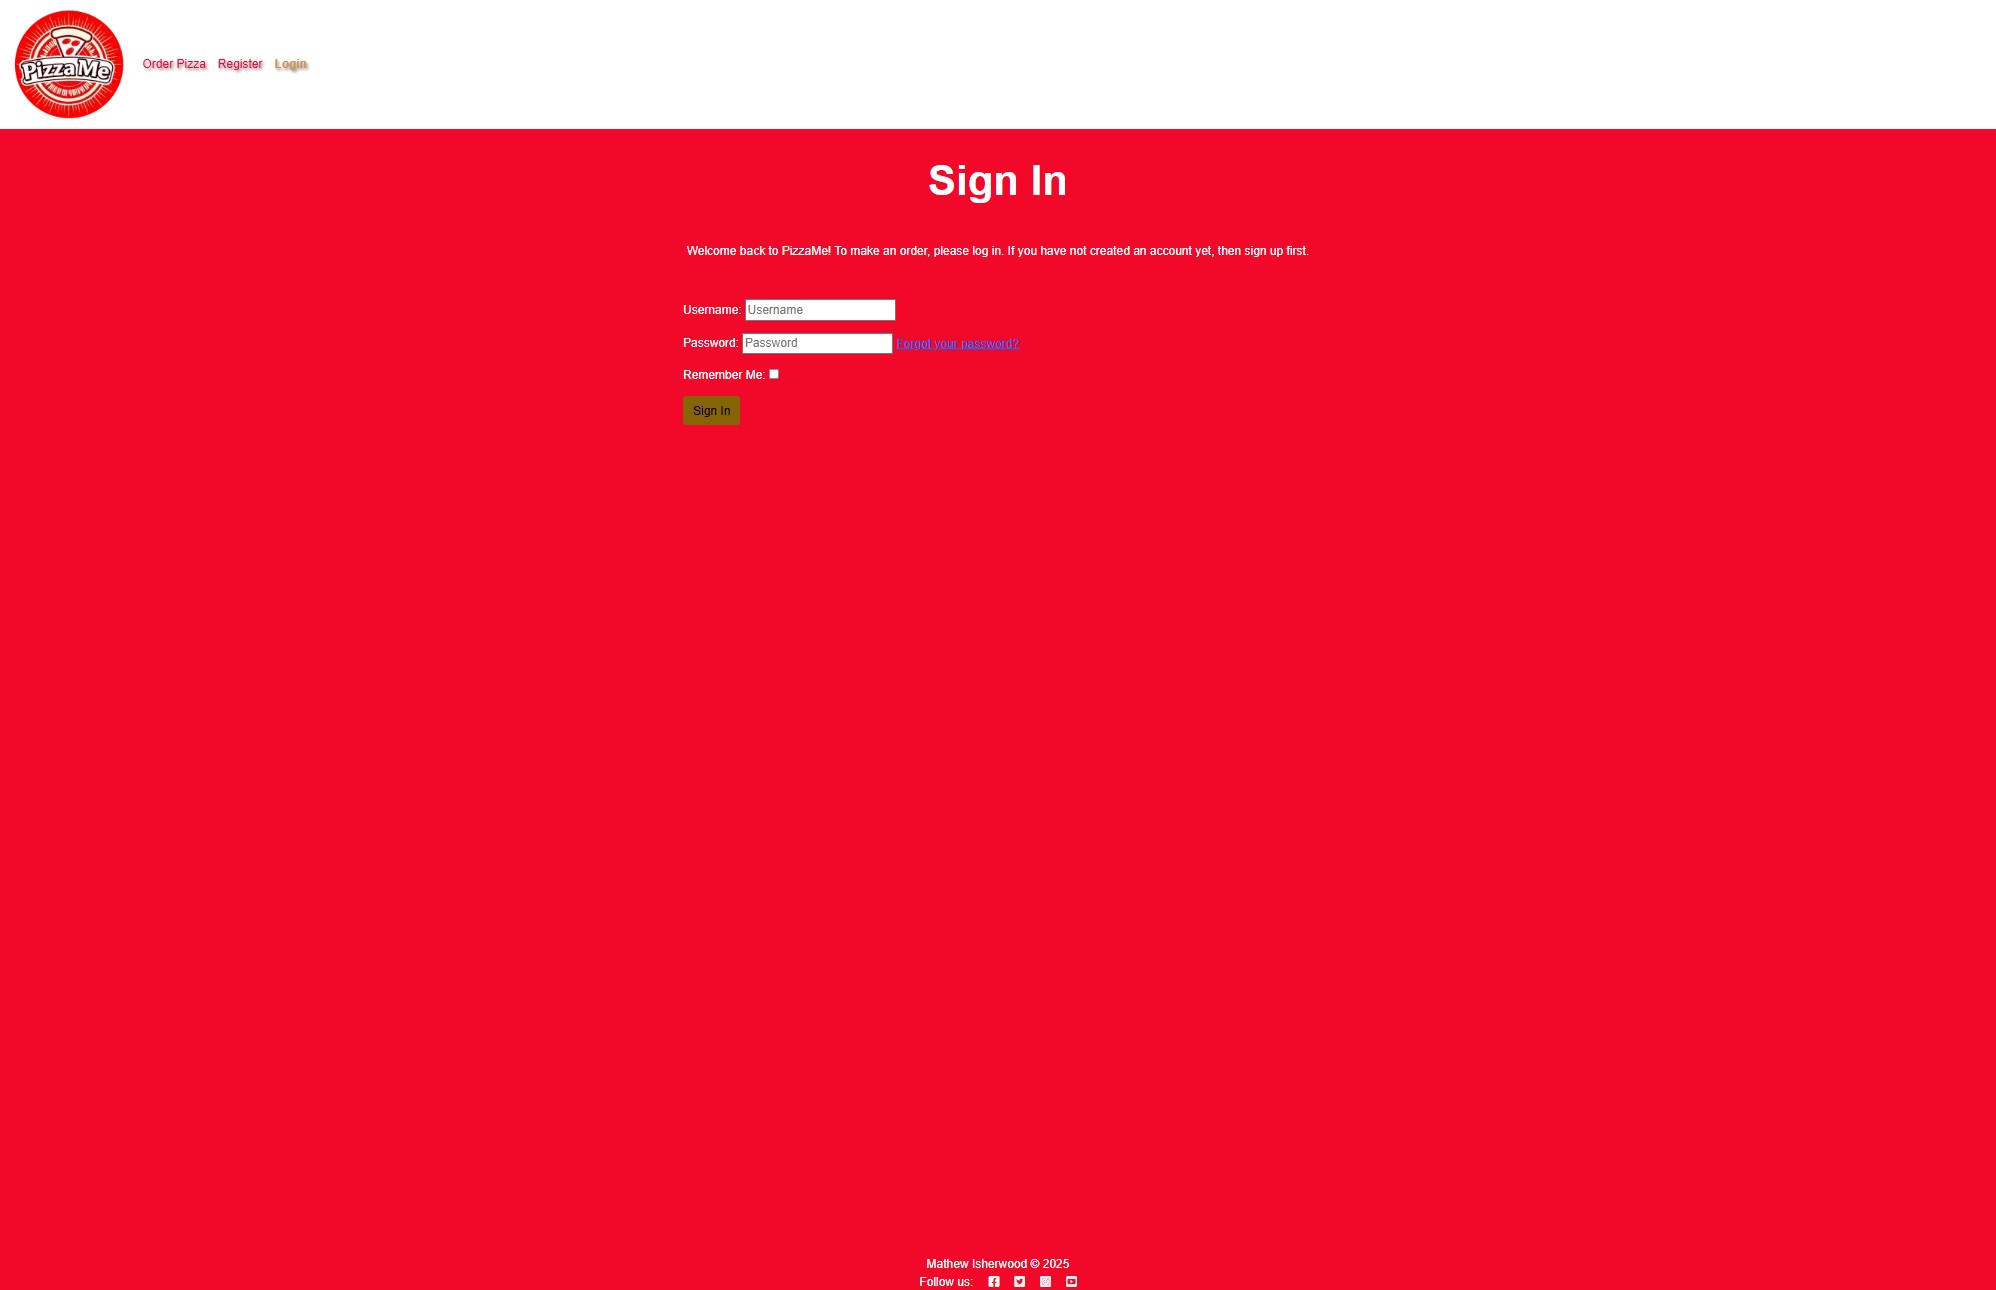 Pizza Me
Order Pizza Register Login
Sign In
Welcome back to PizzaMe! To make an order, please log in. If you have not created an account yet, then sign up first.
Username: Username
Password: Password Forgot your password?
Remember Me:
Sign In
Mathew Isherwood © 2025
Follow us: